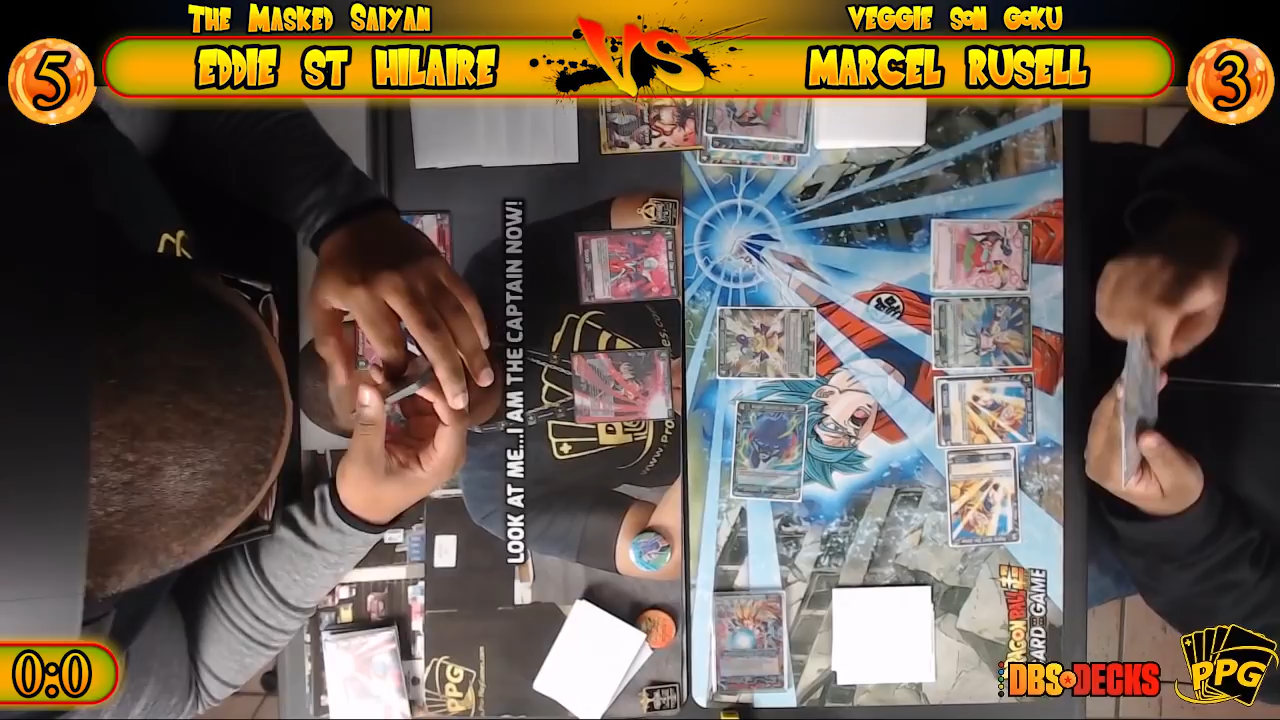 The Masked Saiyan
VEGGIE SON GOKU
5
EDDIE ST HILAIRE
VS
MARCEL RUSELL
3
LOOK AT ME...I AM THE CAPTAIN NOW!
0:0
DRAGON BALL
CARD GAME
DBS DECKS
PPG
PPG